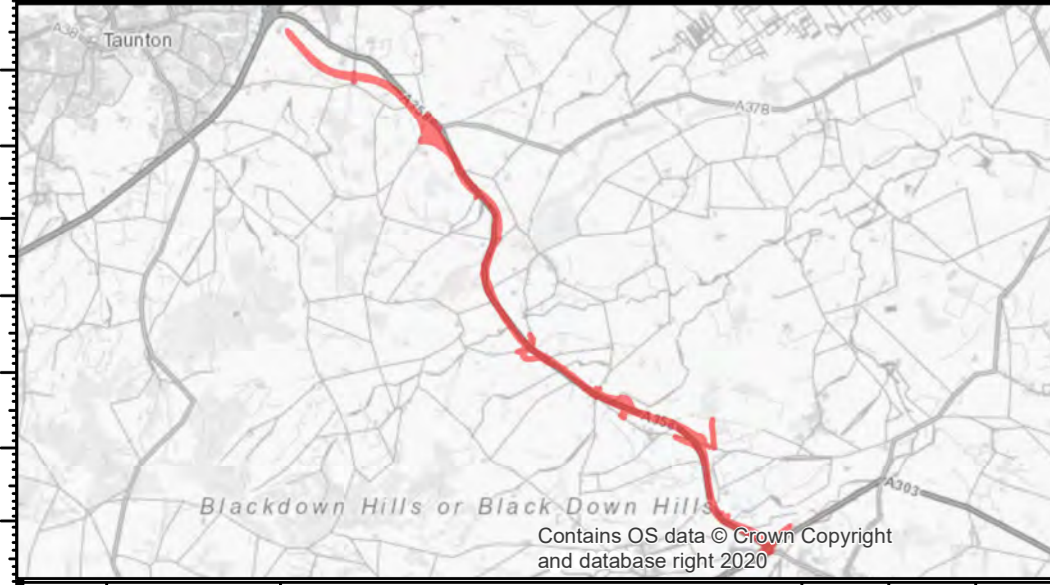 A38
Taunton
A358
A378
A358
A303
Blackdown Hills or Black Down Hills
Contains OS data © Crown Copyright
and database right 2020